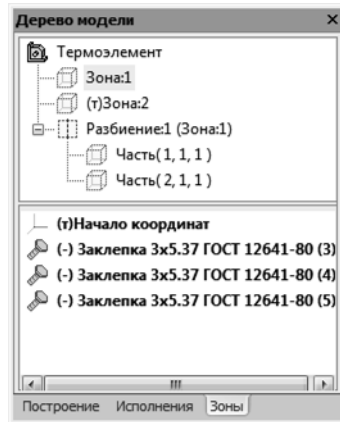 Дерево модели
Термоэлемент
Зона:1
(т)Зона:2
Разбиение:1 (Зона:1)
Часть( 1, 1, 1 )
Часть( 2, 1, 1 )
(т)Начало координат
(-) Заклепка 3x5.37 ГОСТ 12641-80 (3)
(-) Заклепка 3x5.37 ГОСТ 12641-80 (4)
(-) Заклепка 3x5.37 ГОСТ 12641-80 (5)
Построение Исполнения Зоны